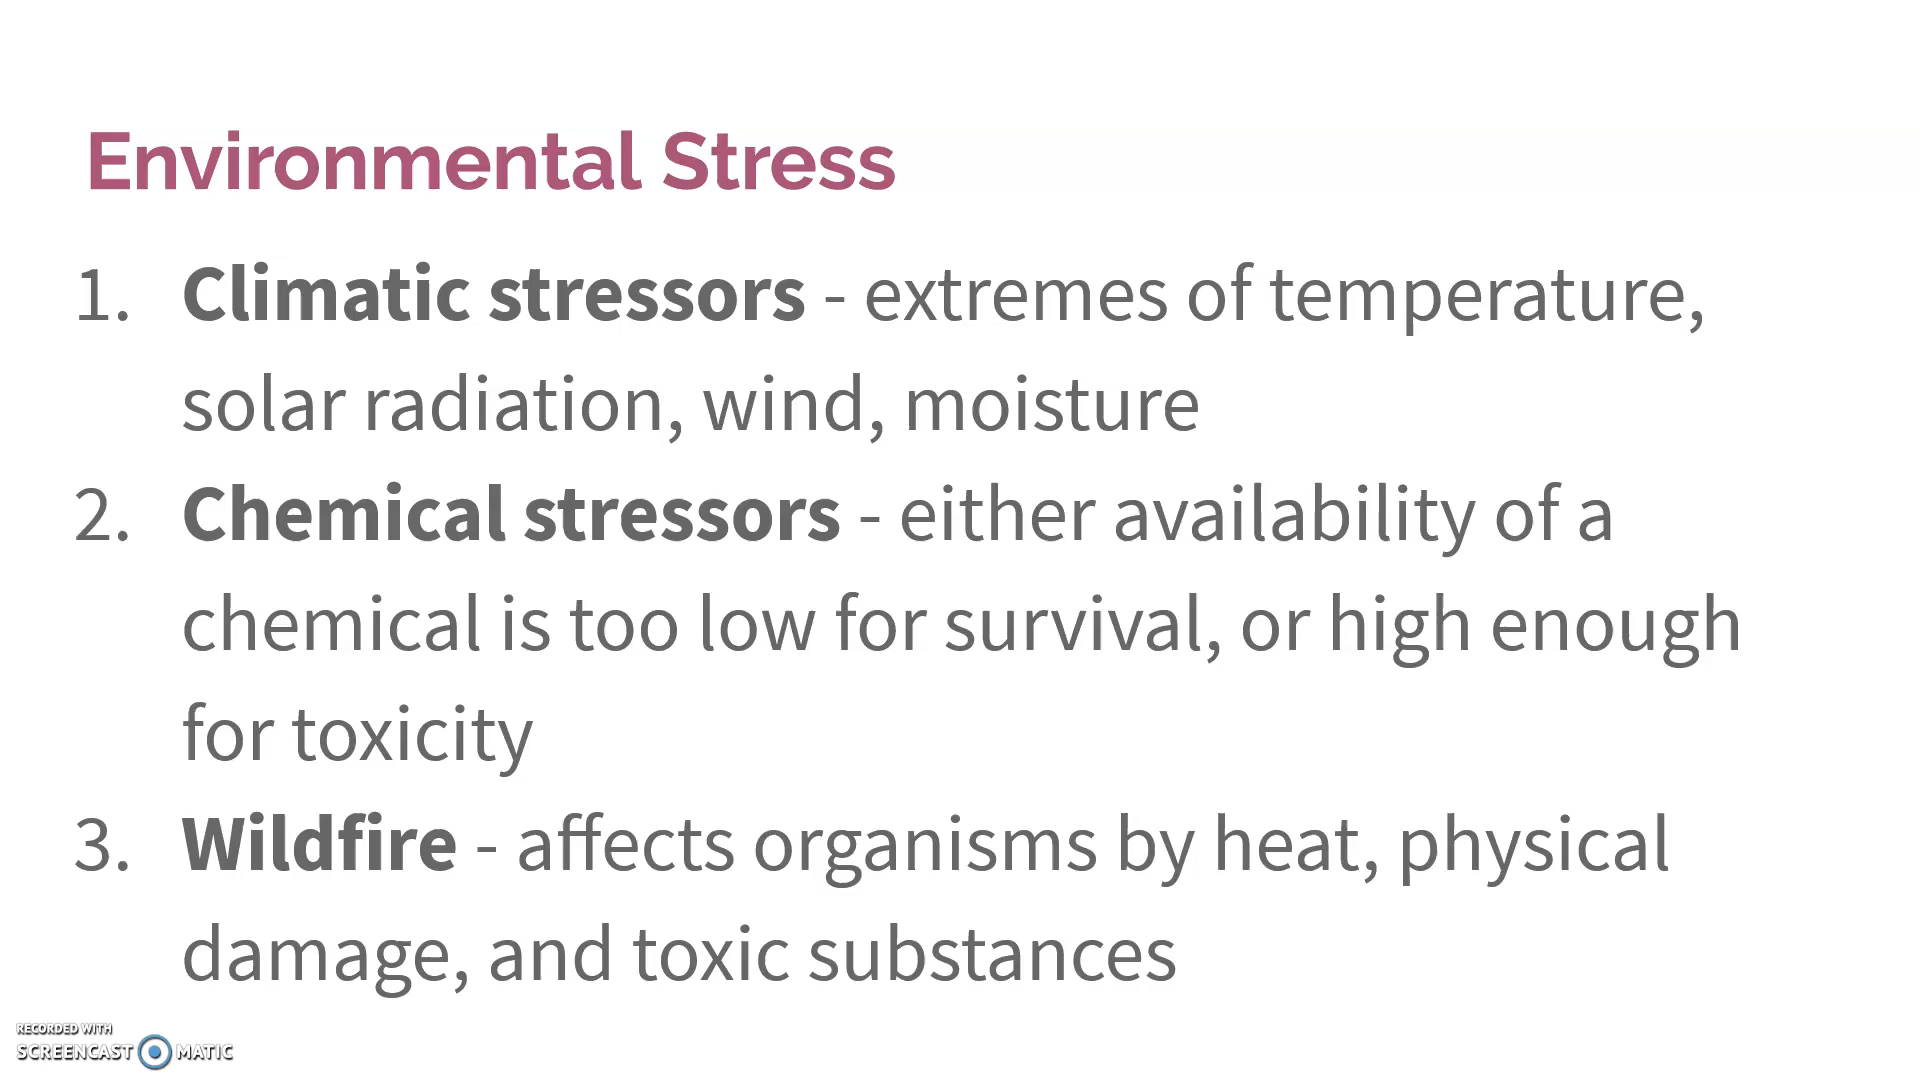 Environmental Stress
1. Climatic stressors - extremes of temperature,
solar radiation, wind, moisture
2. Chemical stressors - either availability of a
chemical is too low for survival, or high enough
for toxicity
3. Wildfire - affects organisms by heat, physical
damage, and toxic substances
RECORDED WITH
SCREENCAST MATIC